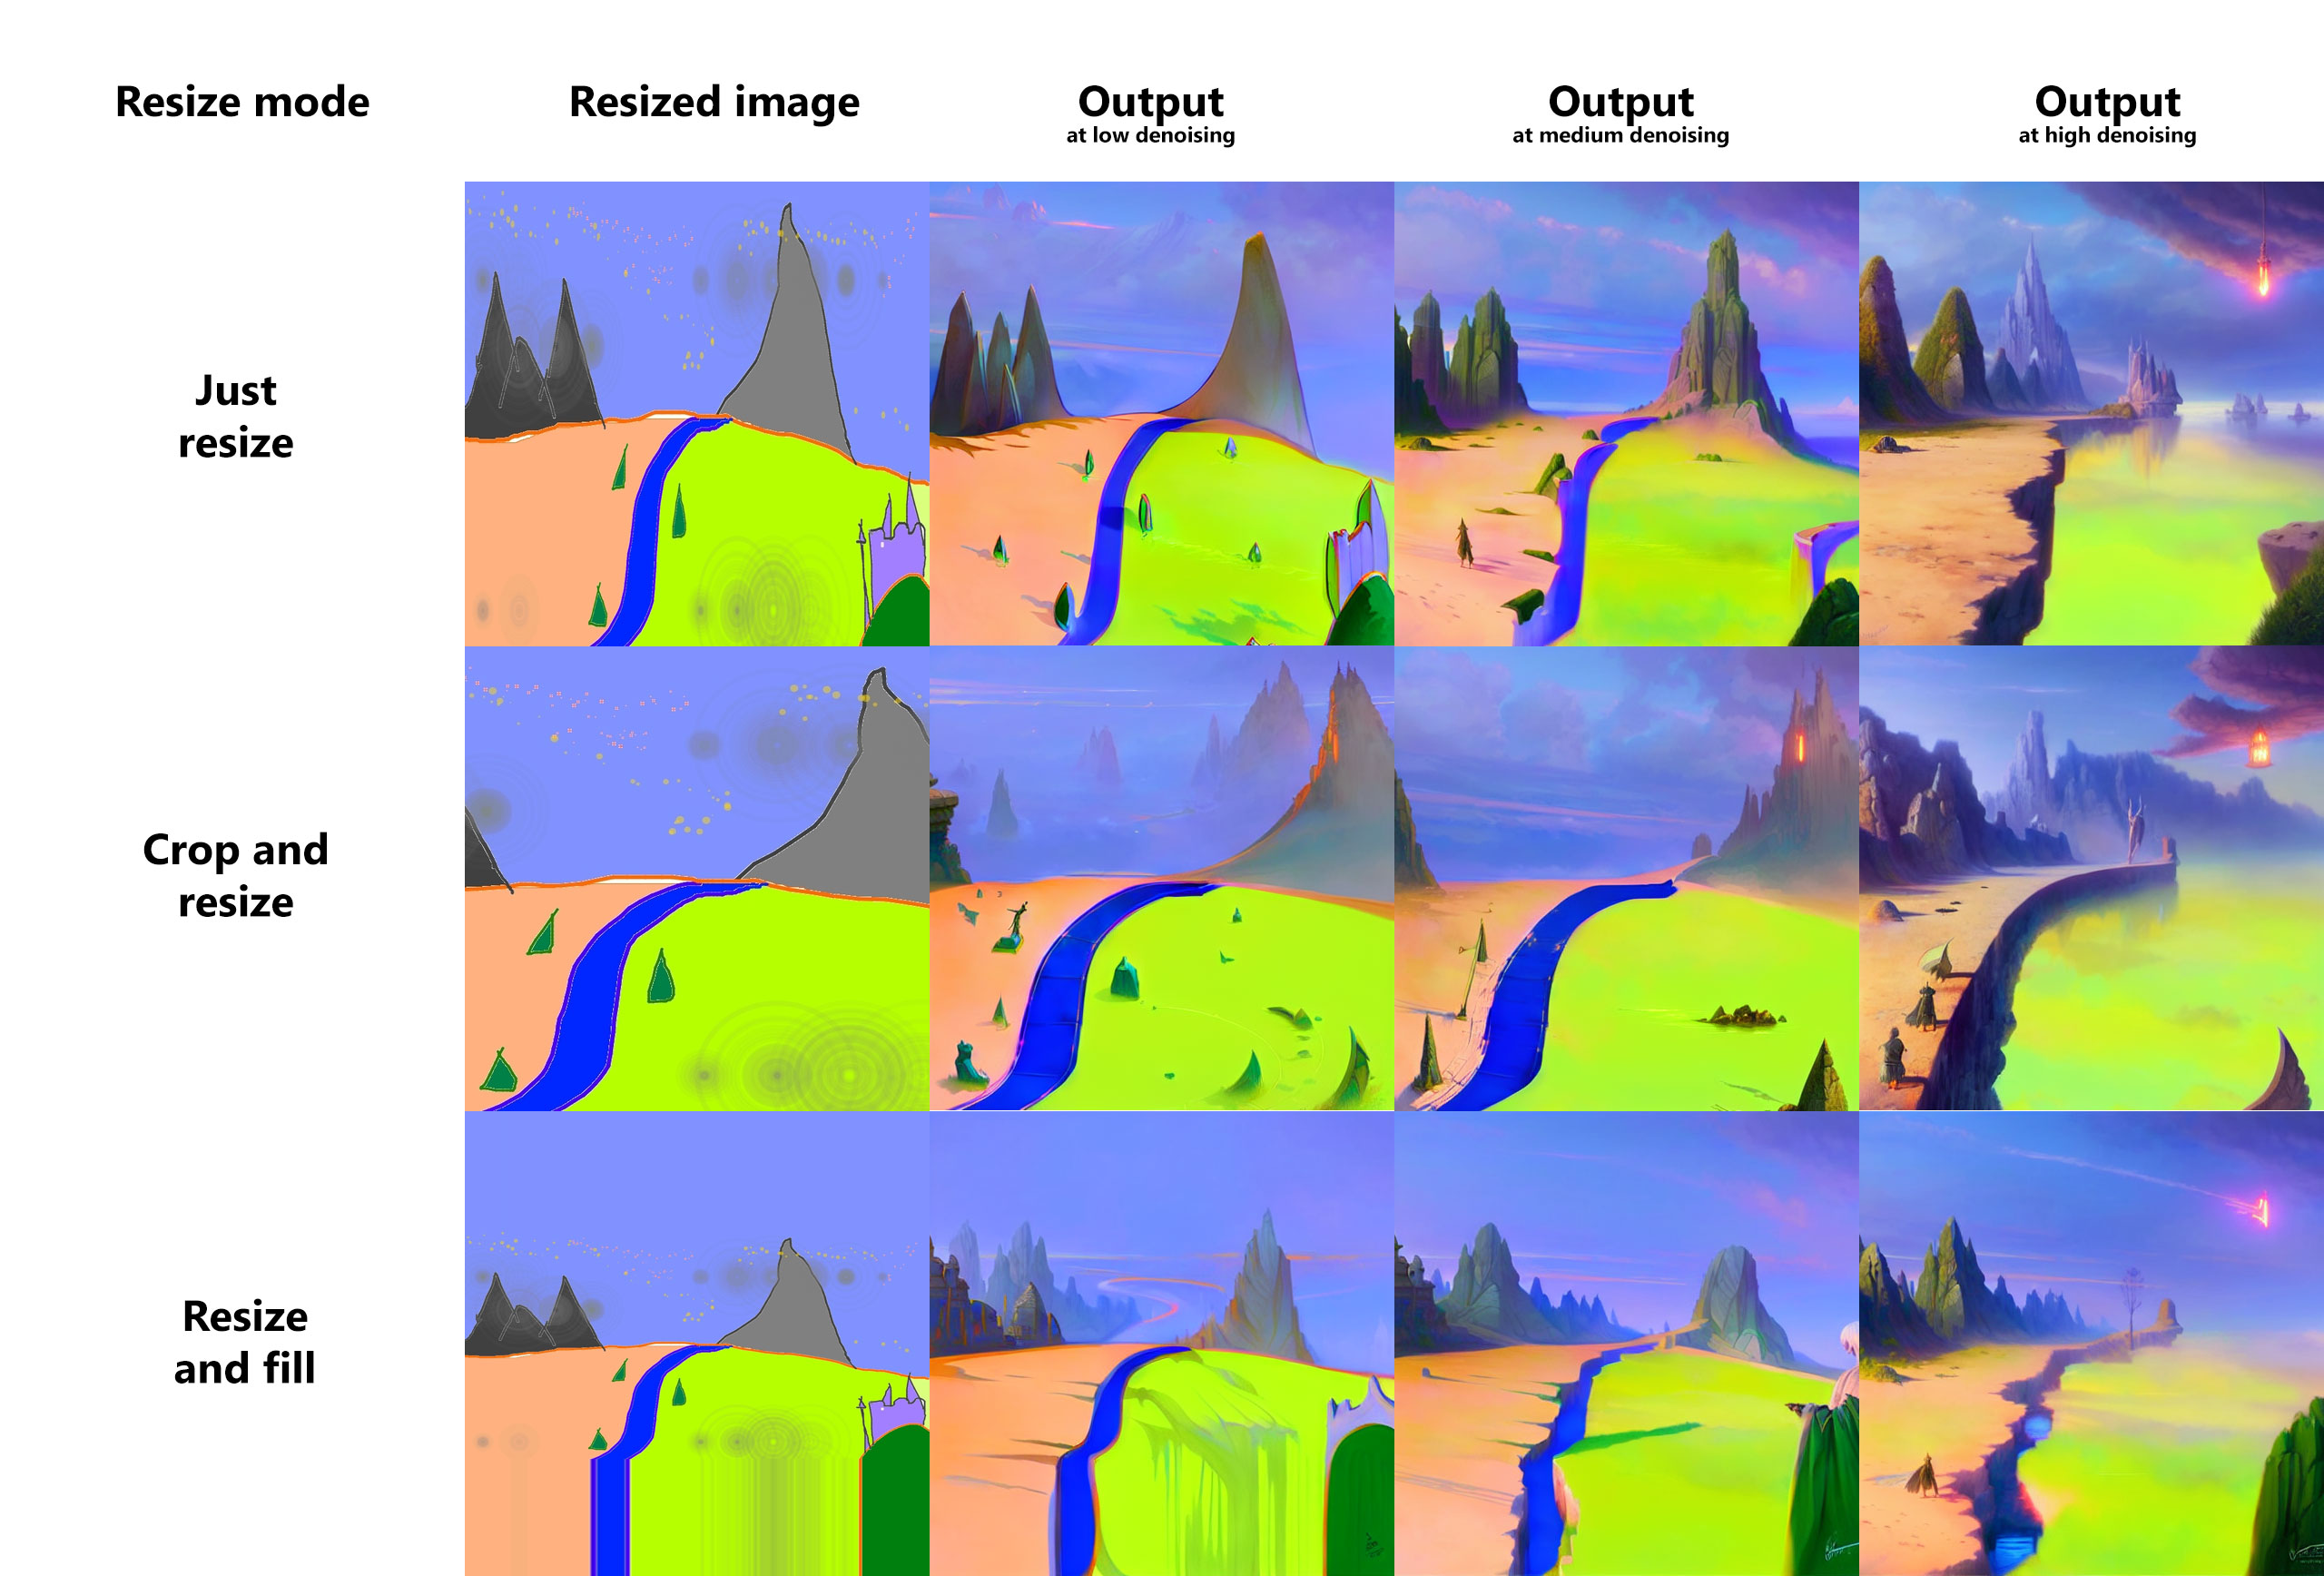 Resize mode
Resized image
Output
at low denoising
Output
at medium denoising
Output
at high denoising
Just
resize
Crop and
resize
Resize
and fill